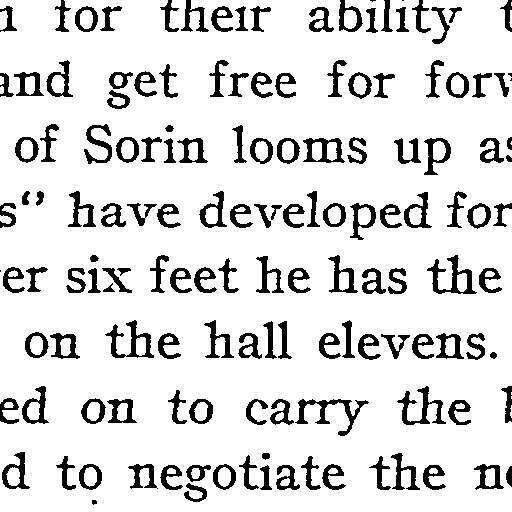 for their ability
and get free for
of Sorin looms up as
s" have developed for
er six feet he has the
on the hall elevens.
ed on to carry the
d to negotiate the